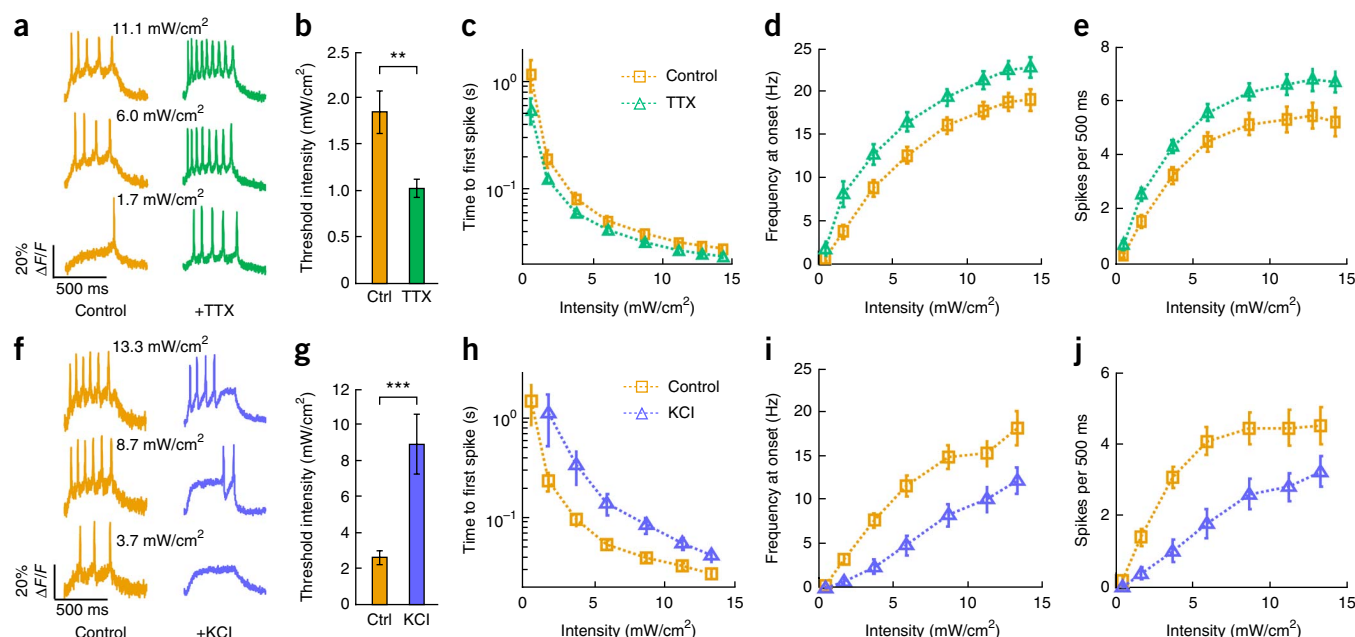 a
11.1 mW/cm²
6.0 mW/cm²
1.7 mW/cm²
20%
ΔF/F
500 ms
Control
+TTX
b
Threshold intensity (mW/cm²)
2.5
2.0
1.5
1.0
0.5
0
**
Ctrl
TTX
c
Time to first spike (s)
10⁰
10⁻¹
Control
TTX
0
5
10
15
Intensity (mW/cm²)
d
Frequency at onset (Hz)
25
20
15
10
5
0
0
5
10
15
Intensity (mW/cm²)
e
Spikes per 500 ms
8
6
4
2
0
0
5
10
15
Intensity (mW/cm²)
f
13.3 mW/cm²
8.7 mW/cm²
3.7 mW/cm²
20%
ΔF/F
500 ms
Control
+KCl
g
Threshold intensity (mW/cm²)
12
10
8
6
4
2
0
***
Ctrl
KCl
h
Time to first spike (s)
10⁰
10⁻¹
Control
KCl
0
5
10
15
Intensity (mW/cm²)
i
Frequency at onset (Hz)
25
20
15
10
5
0
0
5
10
15
Intensity (mW/cm²)
j
Spikes per 500 ms
6
4
2
0
0
5
10
15
Intensity (mW/cm²)